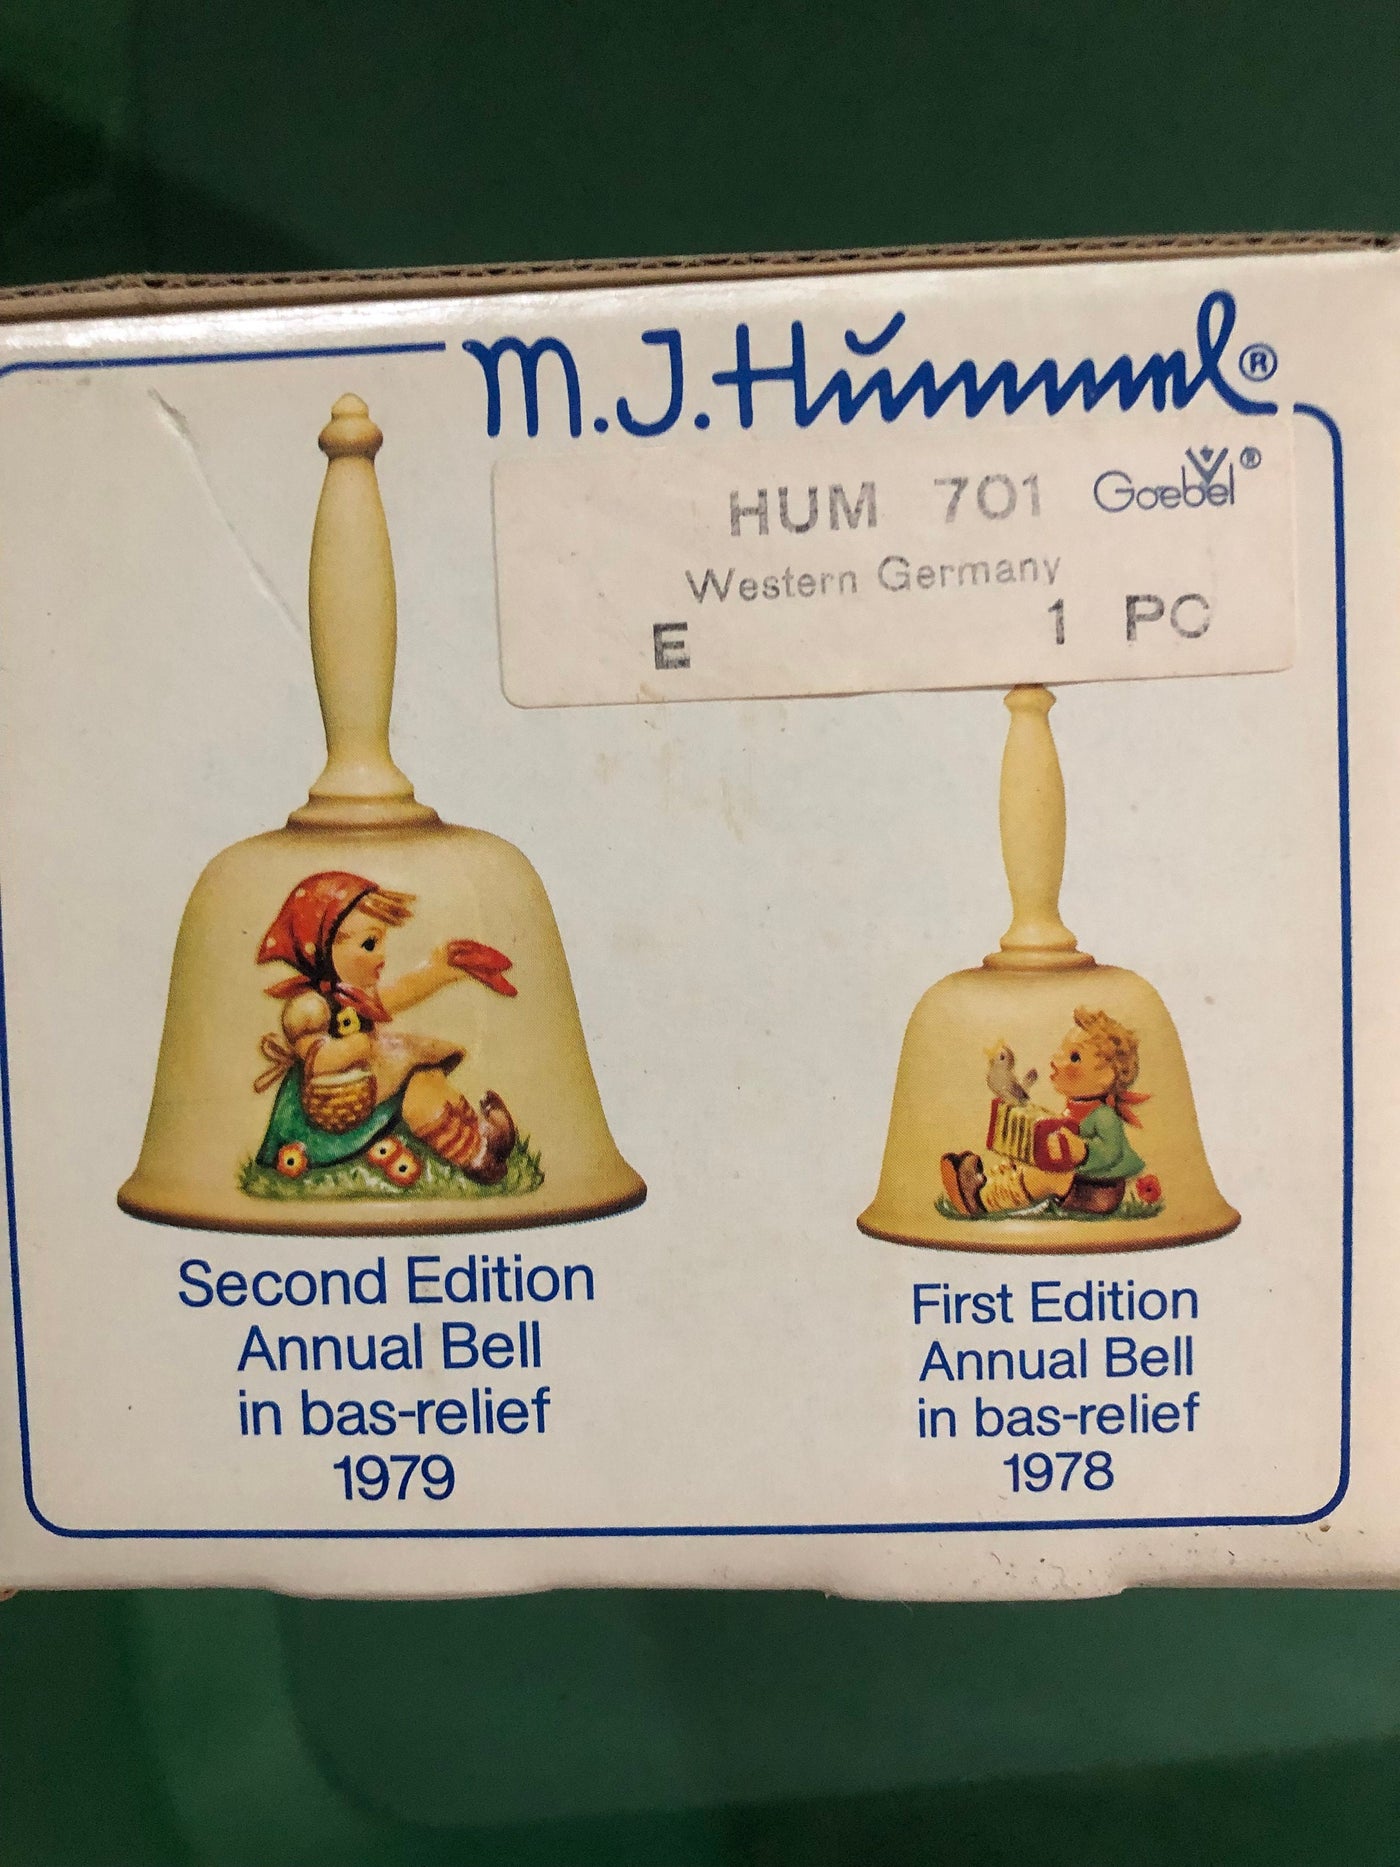 M.J.Hümmel®
HUM 701 Goebel®
Western Germany
E 1 PC
Second Edition
Annual Bell
in bas-relief
1979
First Edition
Annual Bell
in bas-relief
1978